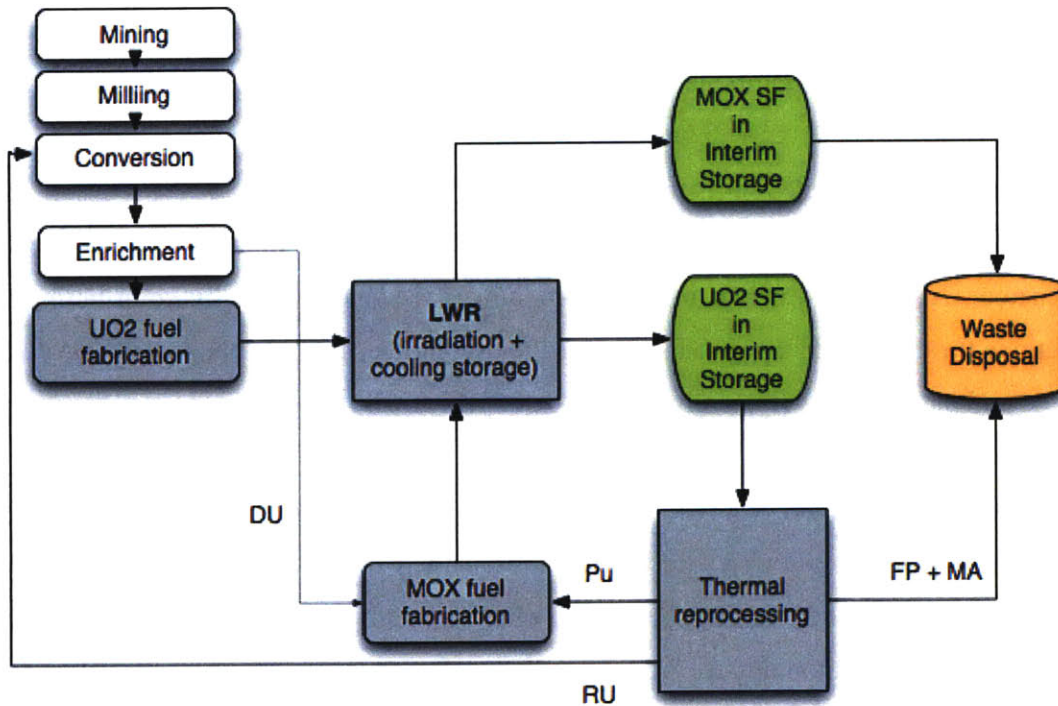 Mining
Milliing
Conversion
Enrichment
UO2 fuel
fabrication
LWR
(irradiation +
cooling storage)
MOX SF
in
Interim
Storage
UO2 SF
in
Interim
Storage
Waste
Disposal
DU
MOX fuel
fabrication
Pu
Thermal
reprocessing
FP + MA
RU